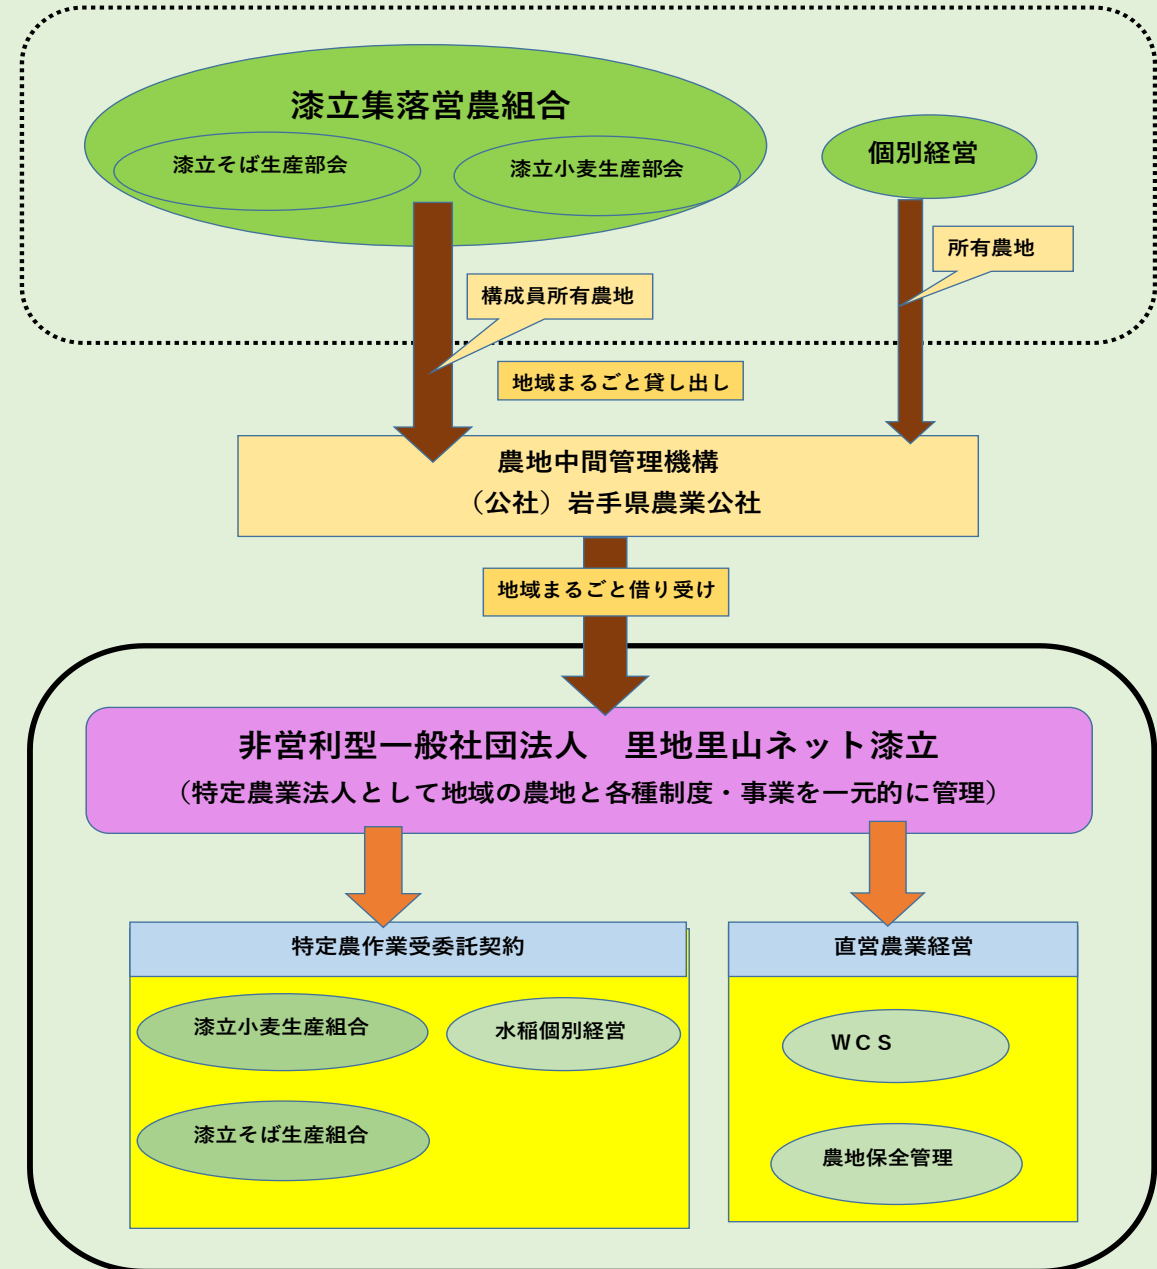 漆立集落営農組合
漆立そば生産部会
漆立小麦生産部会
個別経営
所有農地
構成員所有農地
地域まるごと貸し出し
農地中間管理機構
（公社）岩手県農業公社
地域まるごと借り受け
非営利型一般社団法人　里地里山ネット漆立
（特定農業法人として地域の農地と各種制度・事業を一元的に管理）
特定農作業受委託契約
直営農業経営
漆立小麦生産組合
水稲個別経営
ＷＣＳ
漆立そば生産組合
農地保全管理